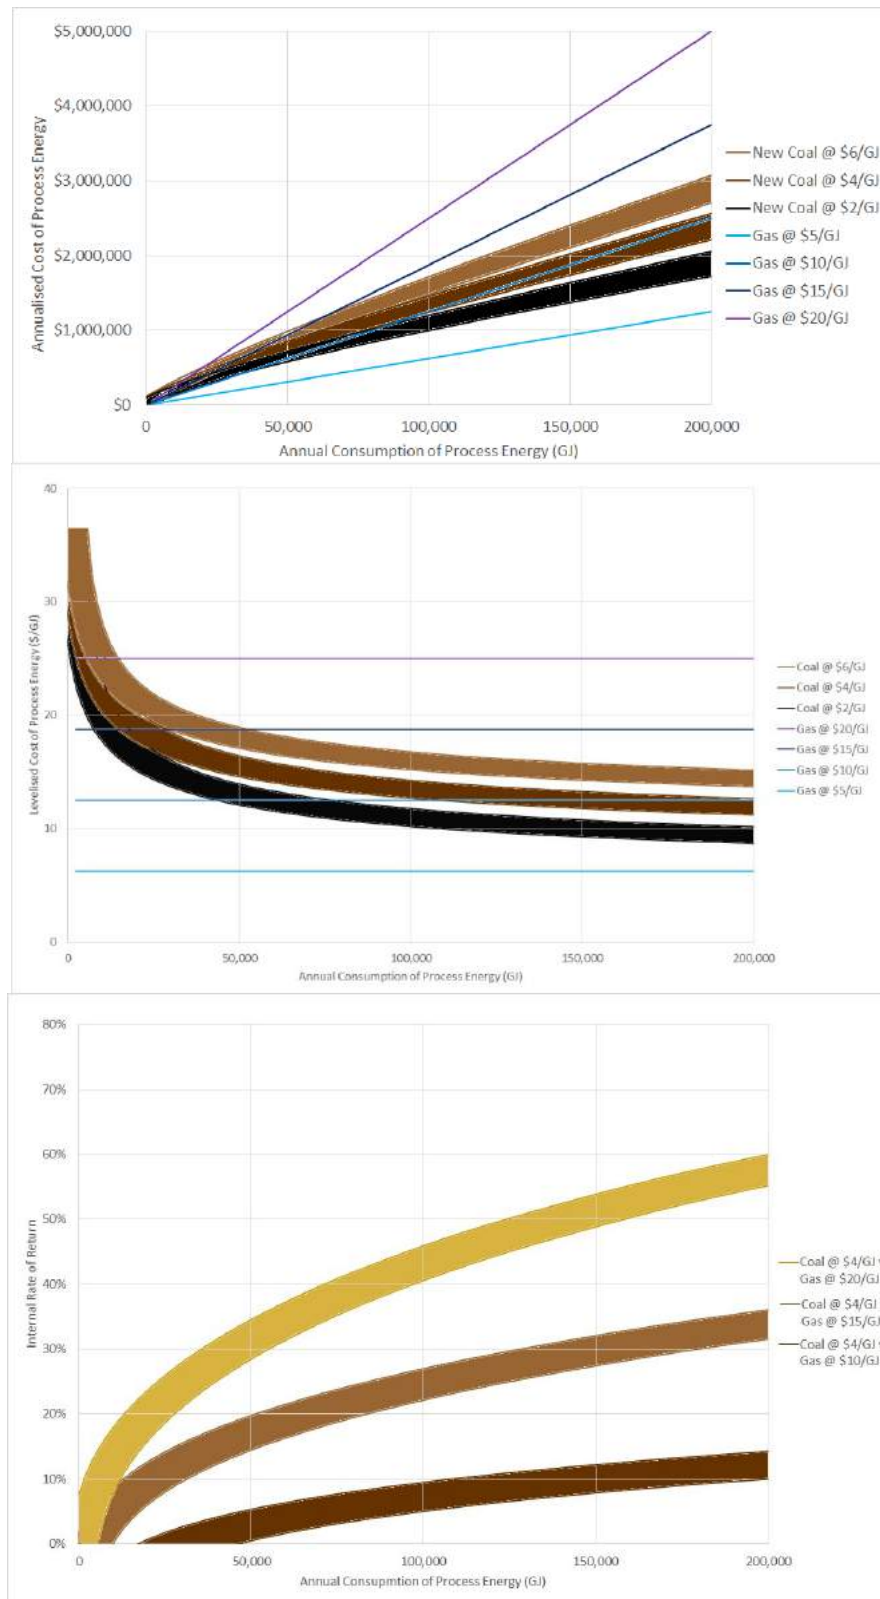 $5,000,000
$4,000,000
$3,000,000
$2,000,000
$1,000,000
$0
Annualised Cost of Process Energy
0 50,000 100,000 150,000 200,000
Annual Consumption of Process Energy (GJ)
New Coal @ $6/GJ
New Coal @ $4/GJ
New Coal @ $2/GJ
Gas @ $5/GJ
Gas @ $10/GJ
Gas @ $15/GJ
Gas @ $20/GJ
40
30
20
10
0
Levelised Cost of Process Energy ($/GJ)
0 50,000 100,000 150,000 200,000
Annual Consumption of Process Energy (GJ)
Coal @ $6/GJ
Coal @ $4/GJ
Coal @ $2/GJ
Gas @ $20/GJ
Gas @ $15/GJ
Gas @ $10/GJ
Gas @ $5/GJ
80%
70%
60%
50%
40%
30%
20%
10%
0%
Internal Rate of Return
0 50,000 100,000 150,000 200,000
Annual Consupmtion of Process Energy (GJ)
Coal @ $4/GJ
Gas @ $20/GJ
Coal @ $4/GJ
Gas @ $15/GJ
Coal @ $4/GJ
Gas @ $10/GJ